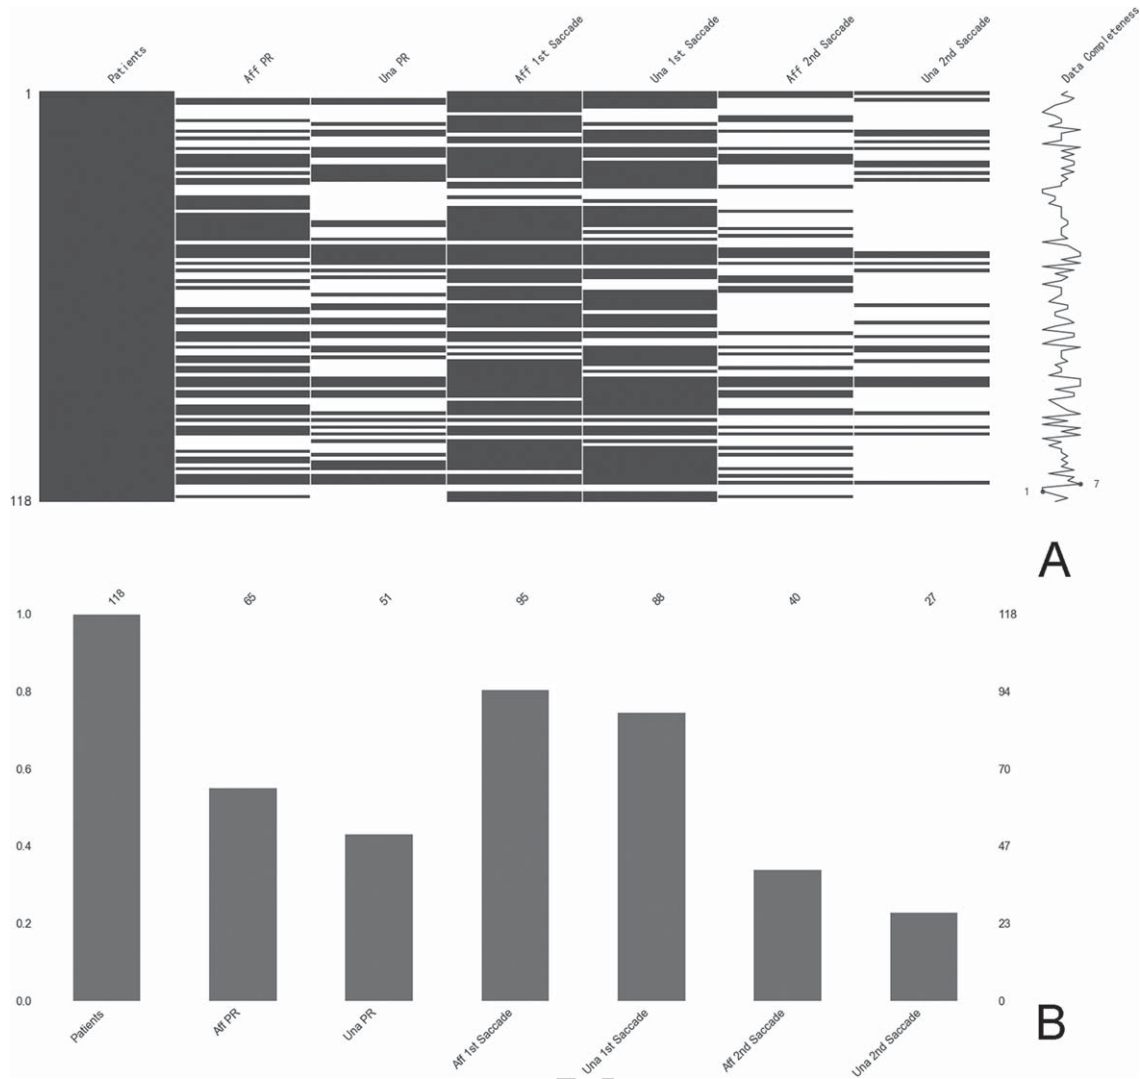 Patients
Aff PR
Una PR
Aff 1st Saccade
Una 1st Saccade
Aff 2nd Saccade
Una 2nd Saccade
Data Completeness
1
118
1
7
A
118
65
51
95
88
40
27
1.0
118
0.8
94
0.6
70
0.4
47
0.2
23
0.0
0
Patients
Aff PR
Una PR
Aff 1st Saccade
Una 1st Saccade
Aff 2nd Saccade
Una 2nd Saccade
B